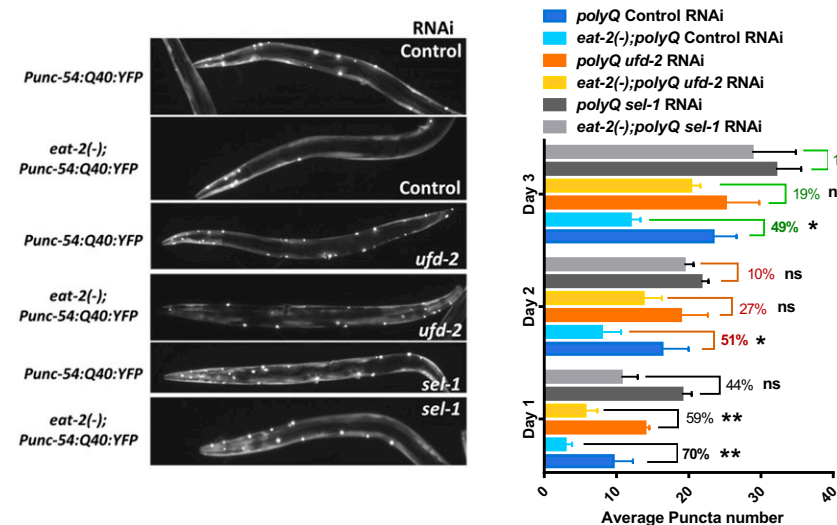 RNAi
Punc-54:Q40:YFP
Control
eat-2(-);
Punc-54:Q40:YFP
Control
Punc-54:Q40:YFP
ufd-2
eat-2(-);
Punc-54:Q40:YFP
ufd-2
Punc-54:Q40:YFP
sel-1
eat-2(-);
Punc-54:Q40:YFP
sel-1
polyQ Control RNAi
eat-2(-);polyQ Control RNAi
polyQ ufd-2 RNAi
eat-2(-);polyQ ufd-2 RNAi
polyQ sel-1 RNAi
eat-2(-);polyQ sel-1 RNAi
Day 3
19%
49% *
Day 2
10% ns
27% ns
51% *
Day 1
44% ns
59% **
70% **
0 10 20 30 40
Average Puncta number